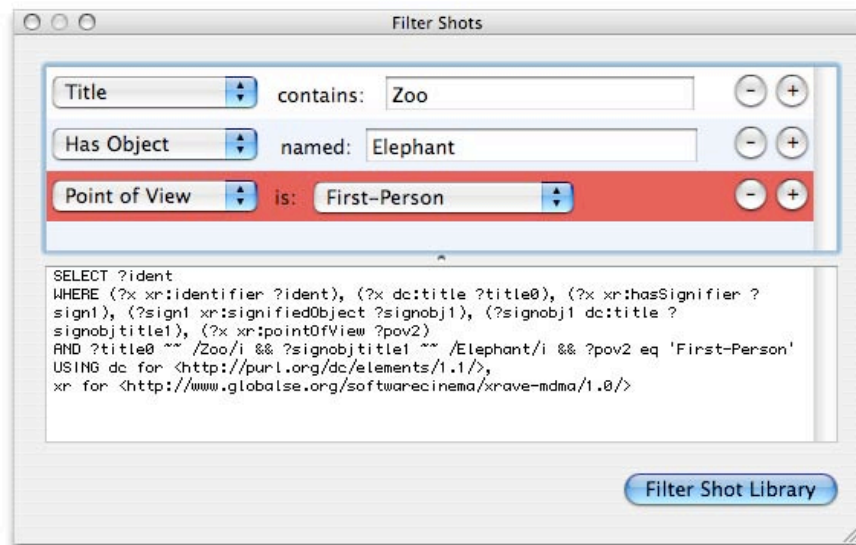 Filter Shots
Title contains: Zoo - +
Has Object named: Elephant - +
Point of View is: First-Person - +
SELECT ?ident
WHERE (?x xr:identifier ?ident), (?x dc:title ?title0), (?x xr:hasSignifier ?
sign1), (?sign1 xr:signifiedObject ?signobj1), (?signobj1 dc:title ?
signobjtitle1), (?x xr:pointOfView ?pov2)
AND ?title0 ~~ /Zoo/i && ?signobjtitle1 ~~ /Elephant/i && ?pov2 eq 'First-Person'
USING dc for <http://purl.org/dc/elements/1.1/>,
xr for <http://www.globalse.org/softwarecinema/xrave-mdma/1.0/>
Filter Shot Library